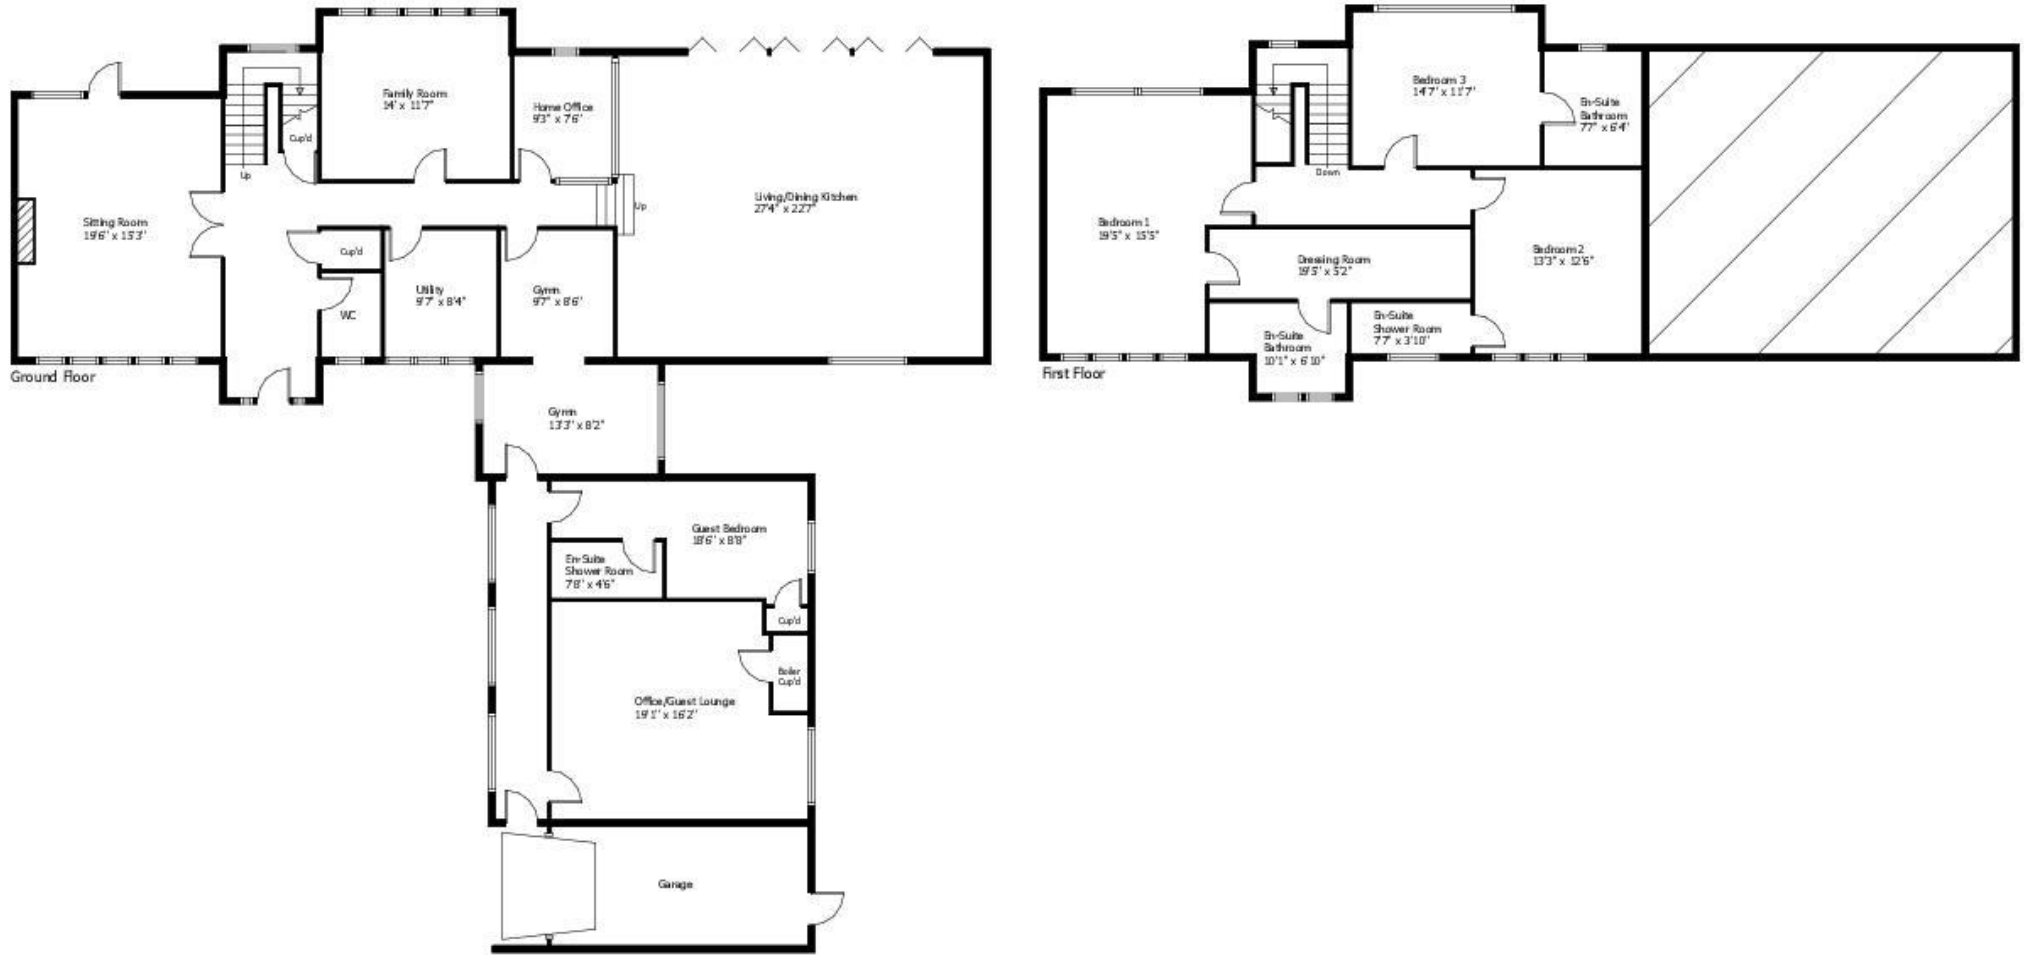 Family Room
14' x 11'7"
Home Office
9'3" x 7'6"
Cup'd
Up
Living/Dining Kitchen
27'4" x 22'7"
Up
Sitting Room
19'6" x 15'3"
Cup'd
Utility
9'7" x 8'4"
Gymn
9'7" x 8'6"
WC
Ground Floor
Gymn
13'3" x 8'2"
Guest Bedroom
18'6" x 8'8"
En-Suite
Shower Room
7'8" x 4'6"
Cup'd
Boiler
Cup'd
Office/Guest Lounge
19'1" x 16'2"
Garage
Bedroom 3
14'7" x 11'7"
En-Suite
Bathroom
7'7" x 6'4"
Down
Bedroom 1
19'5" x 15'5"
Bedroom 2
13'3" x 12'6"
Dressing Room
19'5" x 5'2"
En-Suite
Shower Room
7'7" x 3'10"
En-Suite
Bathroom
10'1" x 6'10"
First Floor